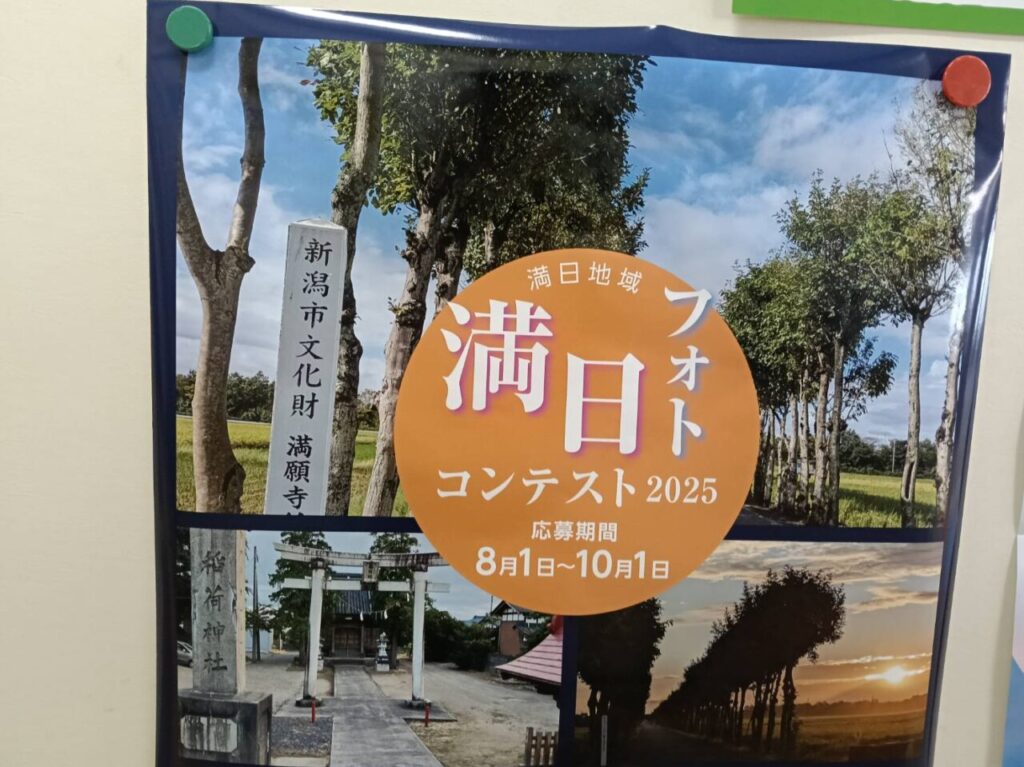 新潟市文化財 満願寺
満日地域
満日
フォト
コンテスト2025
応募期間
8月1日～10月1日
稲荷神社